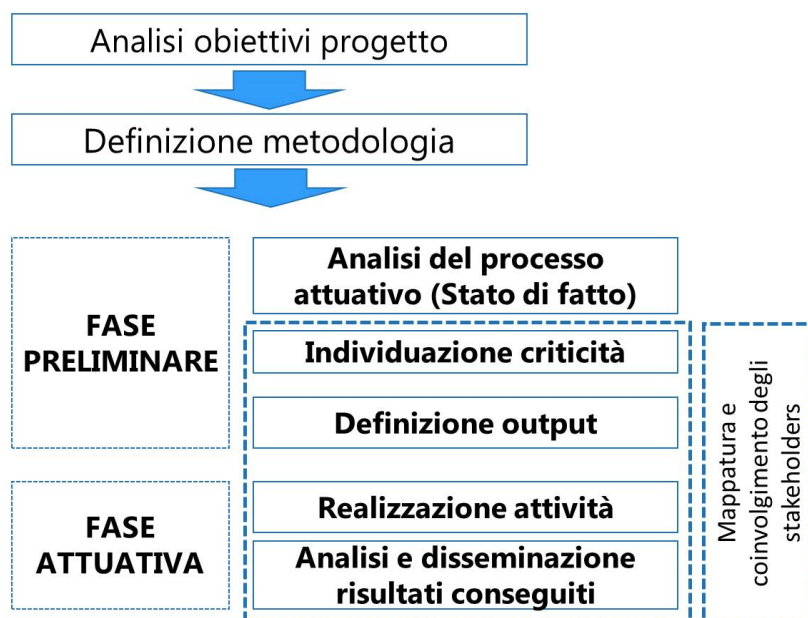 Analisi obiettivi progetto
Definizione metodologia
FASE
PRELIMINARE
Analisi del processo
attuativo (Stato di fatto)
Individuazione criticità
Definizione output
FASE
ATTUATIVA
Realizzazione attività
Analisi e disseminazione
risultati conseguiti
Mappatura e
coinvolgimento degli
stakeholders